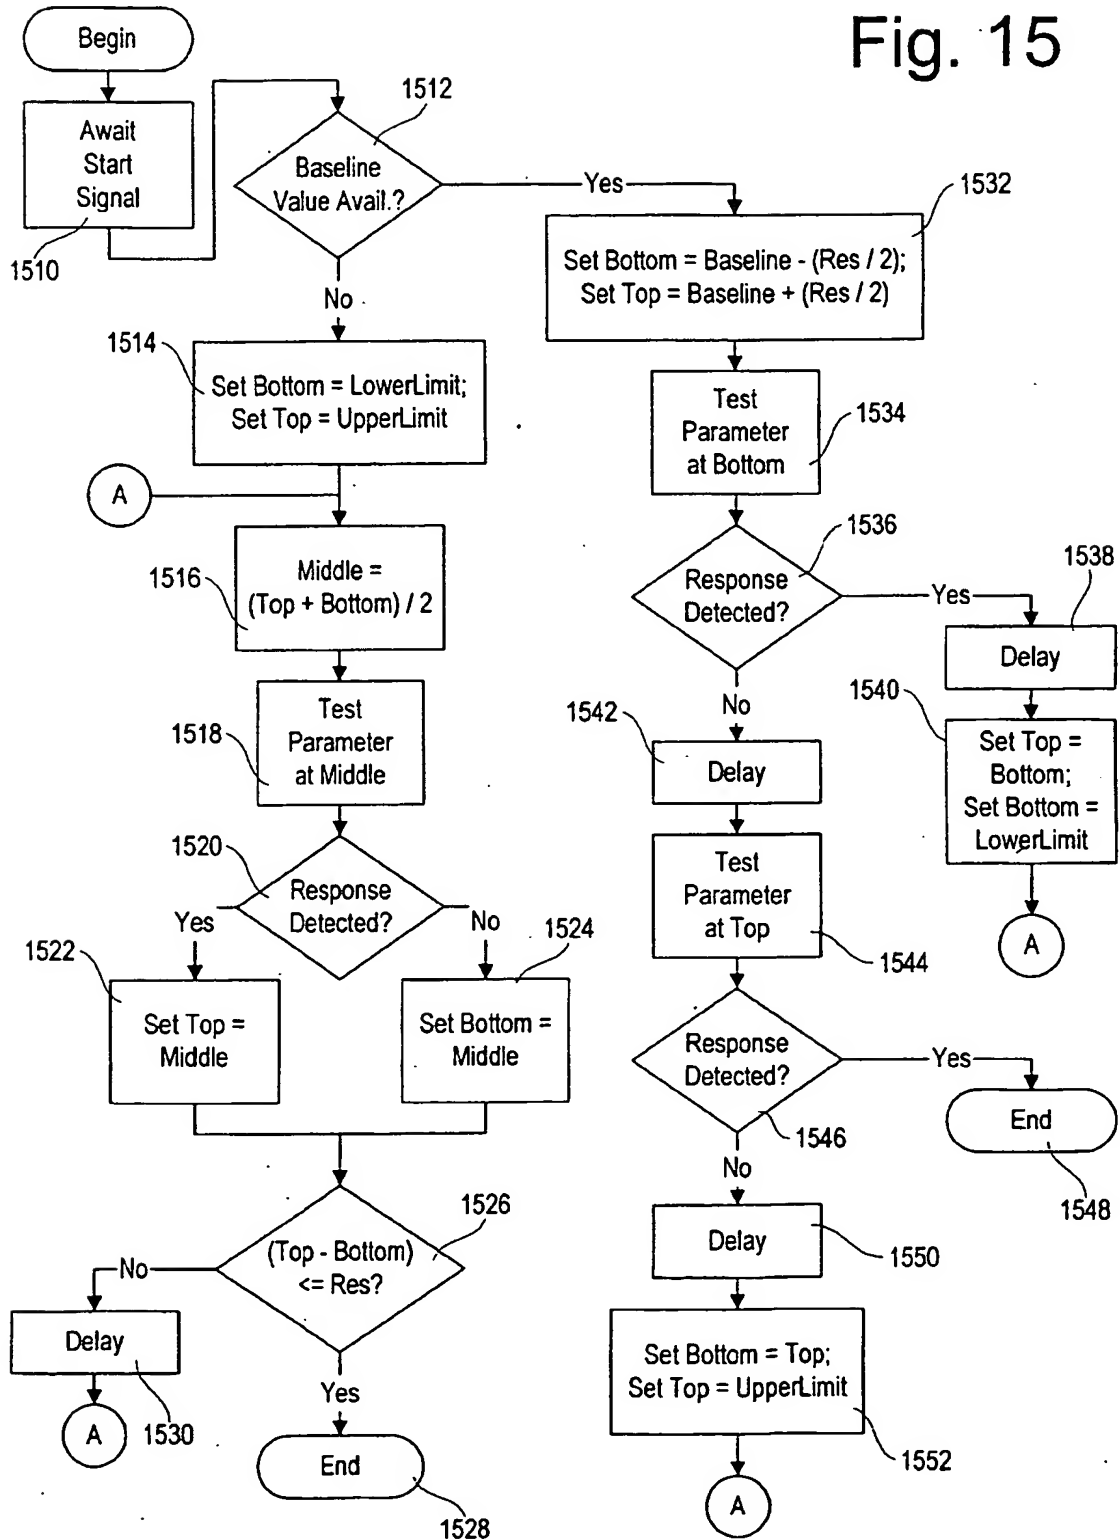 Fig. 15
Begin
Await
Start
Signal
1510
1512
Baseline
Value Avail.?
Yes
No
1532
Set Bottom = Baseline - (Res / 2);
Set Top = Baseline + (Res / 2)
1514
Set Bottom = LowerLimit;
Set Top = UpperLimit
A
1516
Middle =
(Top + Bottom) / 2
1518
Test
Parameter
at Middle
1520
Response
Detected?
Yes
No
1522
Set Top =
Middle
1524
Set Bottom =
Middle
1526
(Top - Bottom)
<= Res?
No
Delay
1530
A
Yes
End
1528
Test
Parameter
at Bottom
1534
1536
Response
Detected?
Yes
1538
Delay
1540
Set Top =
Bottom;
Set Bottom =
LowerLimit
A
No
1542
Delay
Test
Parameter
at Top
1544
Response
Detected?
1546
Yes
End
1548
No
Delay
1550
Set Bottom = Top;
Set Top = UpperLimit
1552
A